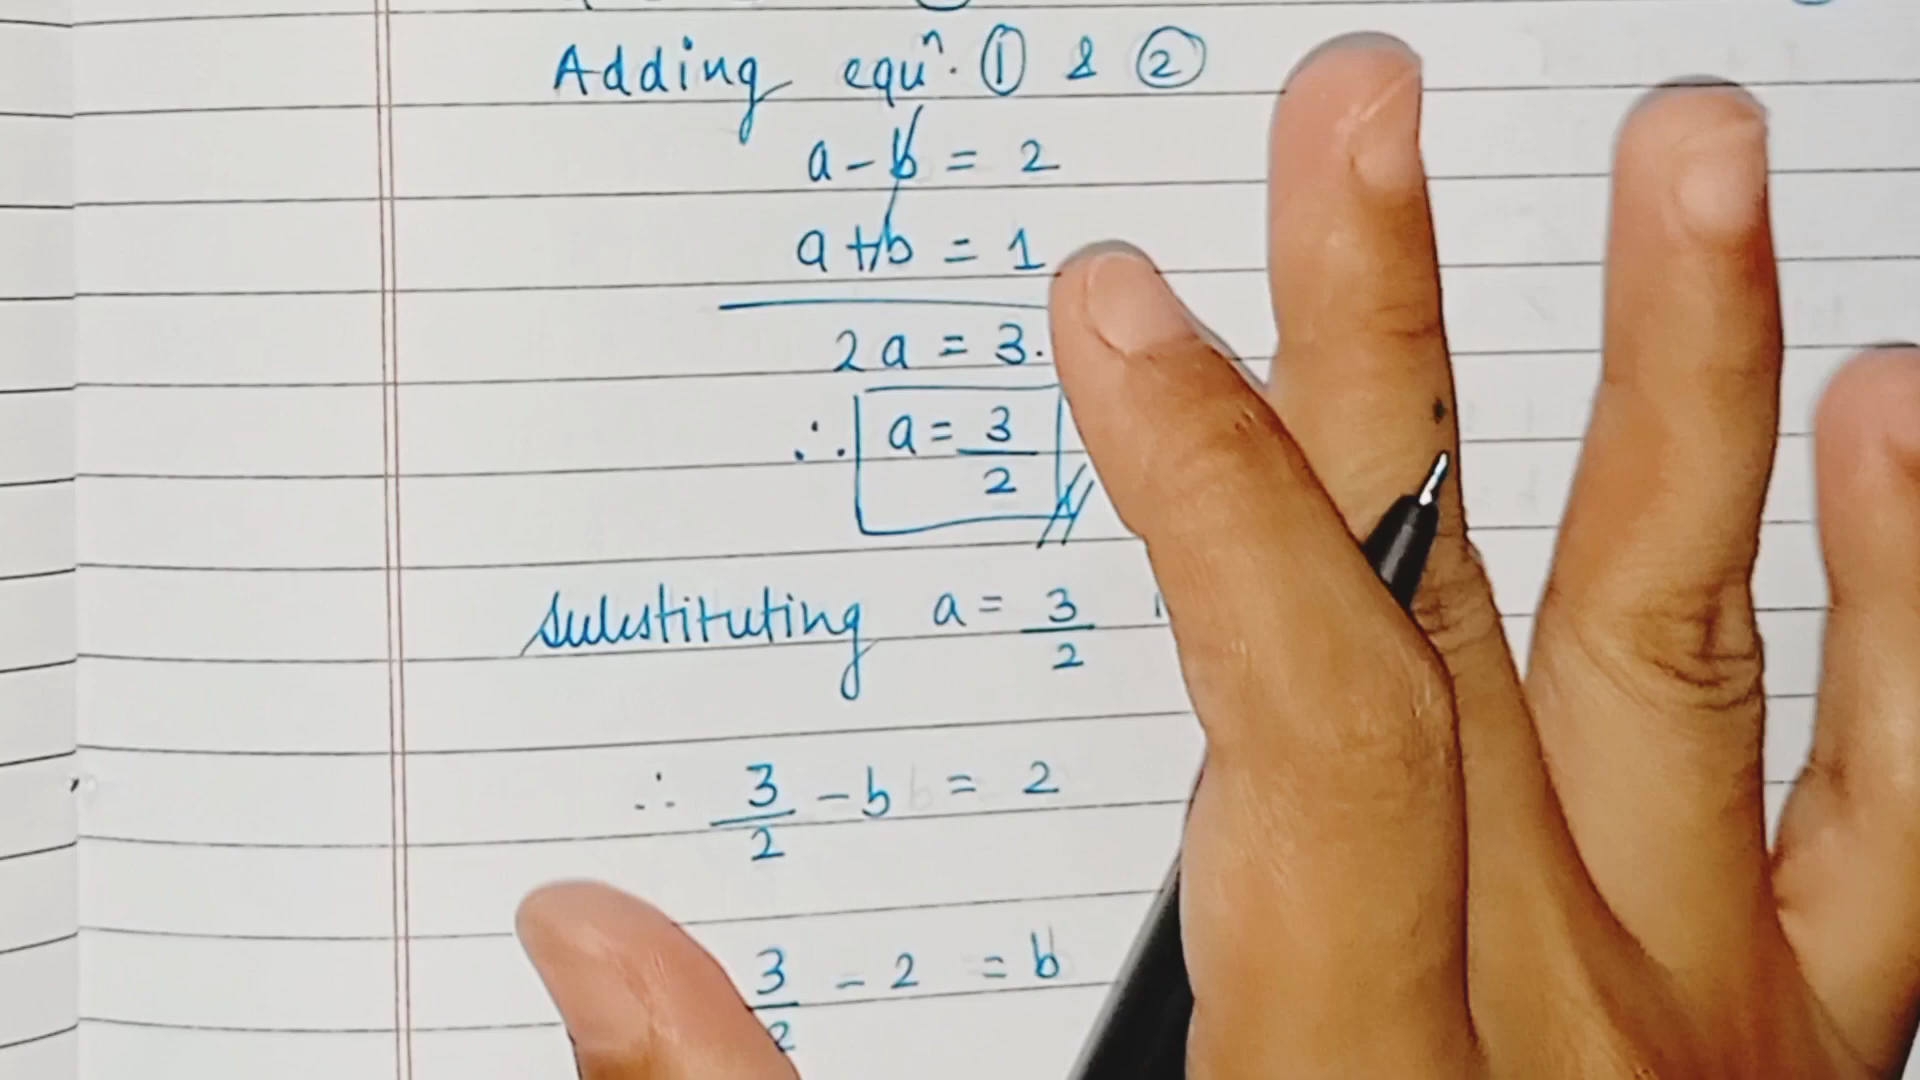 Adding equⁿ. ① & ②
a - b = 2
a + b = 1
2a = 3.
∴ a = 3/2
Substituting a = 3/2
∴ 3/2 - b = 2
3/2 - 2 = b